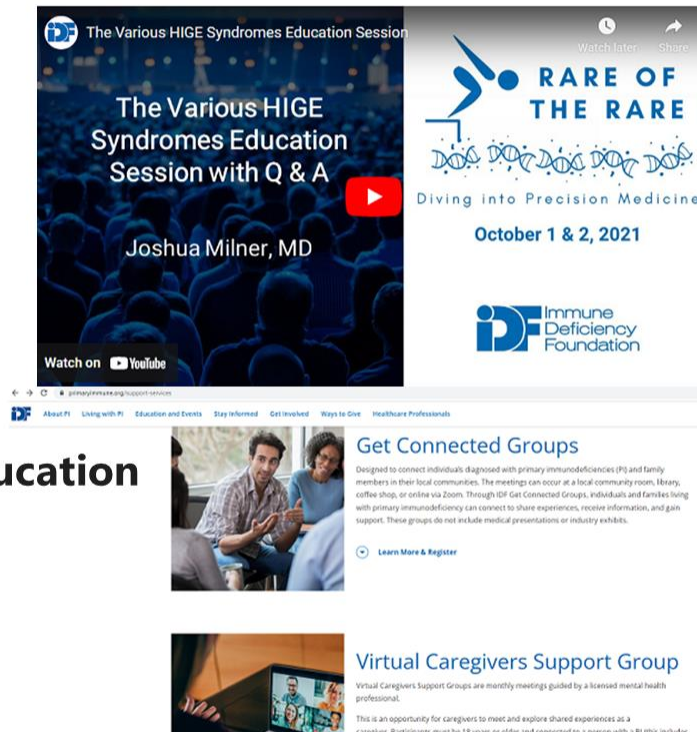 iDF The Various HIGE Syndromes Education Session
Watch later
Share
The Various HIGE
Syndromes Education
Session with Q & A
Joshua Milner, MD
Watch on YouTube
RARE OF
THE RARE
Diving into Precision Medicine
October 1 & 2, 2021
iDF Immune
Deficiency
Foundation
primaryimmune.org/support-services
iDF About PI Living with PI Education and Events Stay Informed Get Involved Ways to Give Healthcare Professionals
ucation
Get Connected Groups
Designed to connect individuals diagnosed with primary immunodeficiencies (PI) and family
members in their local communities. The meetings can occur at a local community room, library,
coffee shop, or online via Zoom. Through IDF Get Connected Groups, individuals and families living
with primary immunodeficiency can connect to share experiences, receive information, and gain
support. These groups do not include medical presentations or industry exhibits.
Learn More & Register
Virtual Caregivers Support Group
Virtual Caregivers Support Groups are monthly meetings guided by a licensed mental health
professional.
This is an opportunity for caregivers to meet and explore shared experiences as a